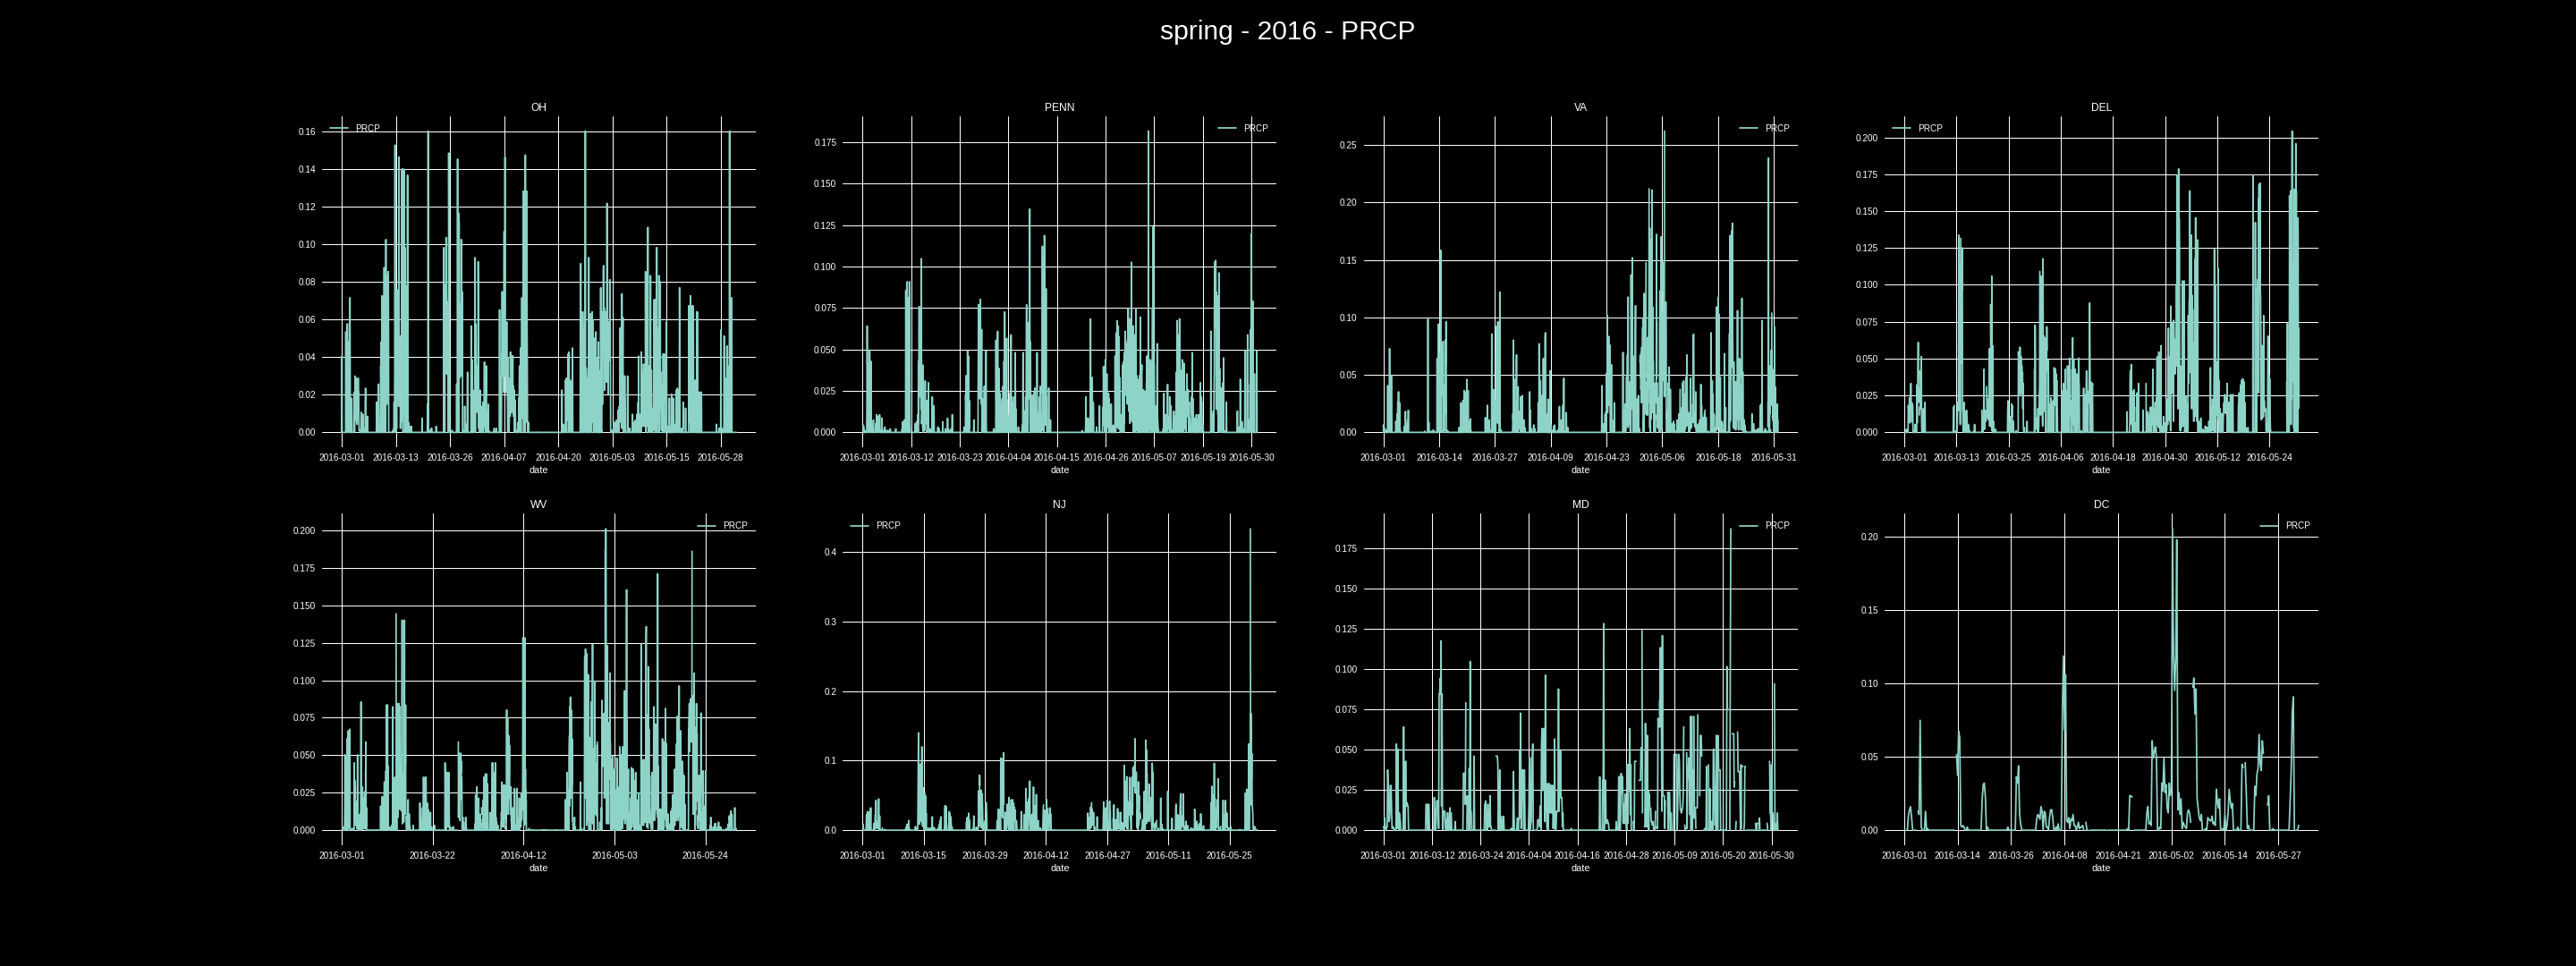 spring - 2016 - PRCP
OH
PRCP
0.16
0.14
0.12
0.10
0.08
0.06
0.04
0.02
0.00
2016-03-01 2016-03-13 2016-03-26 2016-04-07 2016-04-20 2016-05-03 2016-05-15 2016-05-28
date
PENN
PRCP
0.175
0.150
0.125
0.100
0.075
0.050
0.025
0.000
2016-03-01 2016-03-12 2016-03-23 2016-04-04 2016-04-15 2016-04-26 2016-05-07 2016-05-19 2016-05-30
date
VA
PRCP
0.25
0.20
0.15
0.10
0.05
0.00
2016-03-01 2016-03-14 2016-03-27 2016-04-09 2016-04-23 2016-05-06 2016-05-18 2016-05-31
date
DEL
PRCP
0.200
0.175
0.150
0.125
0.100
0.075
0.050
0.025
0.000
2016-03-01 2016-03-13 2016-03-25 2016-04-06 2016-04-18 2016-04-30 2016-05-12 2016-05-24
date
WV
PRCP
0.200
0.175
0.150
0.125
0.100
0.075
0.050
0.025
0.000
2016-03-01 2016-03-22 2016-04-12 2016-05-03 2016-05-24
date
NJ
PRCP
0.4
0.3
0.2
0.1
0.0
2016-03-01 2016-03-15 2016-03-29 2016-04-12 2016-04-27 2016-05-11 2016-05-25
date
MD
PRCP
0.175
0.150
0.125
0.100
0.075
0.050
0.025
0.000
2016-03-01 2016-03-12 2016-03-24 2016-04-04 2016-04-16 2016-04-28 2016-05-09 2016-05-20 2016-05-30
date
DC
PRCP
0.20
0.15
0.10
0.05
0.00
2016-03-01 2016-03-14 2016-03-26 2016-04-08 2016-04-21 2016-05-02 2016-05-14 2016-05-27
date